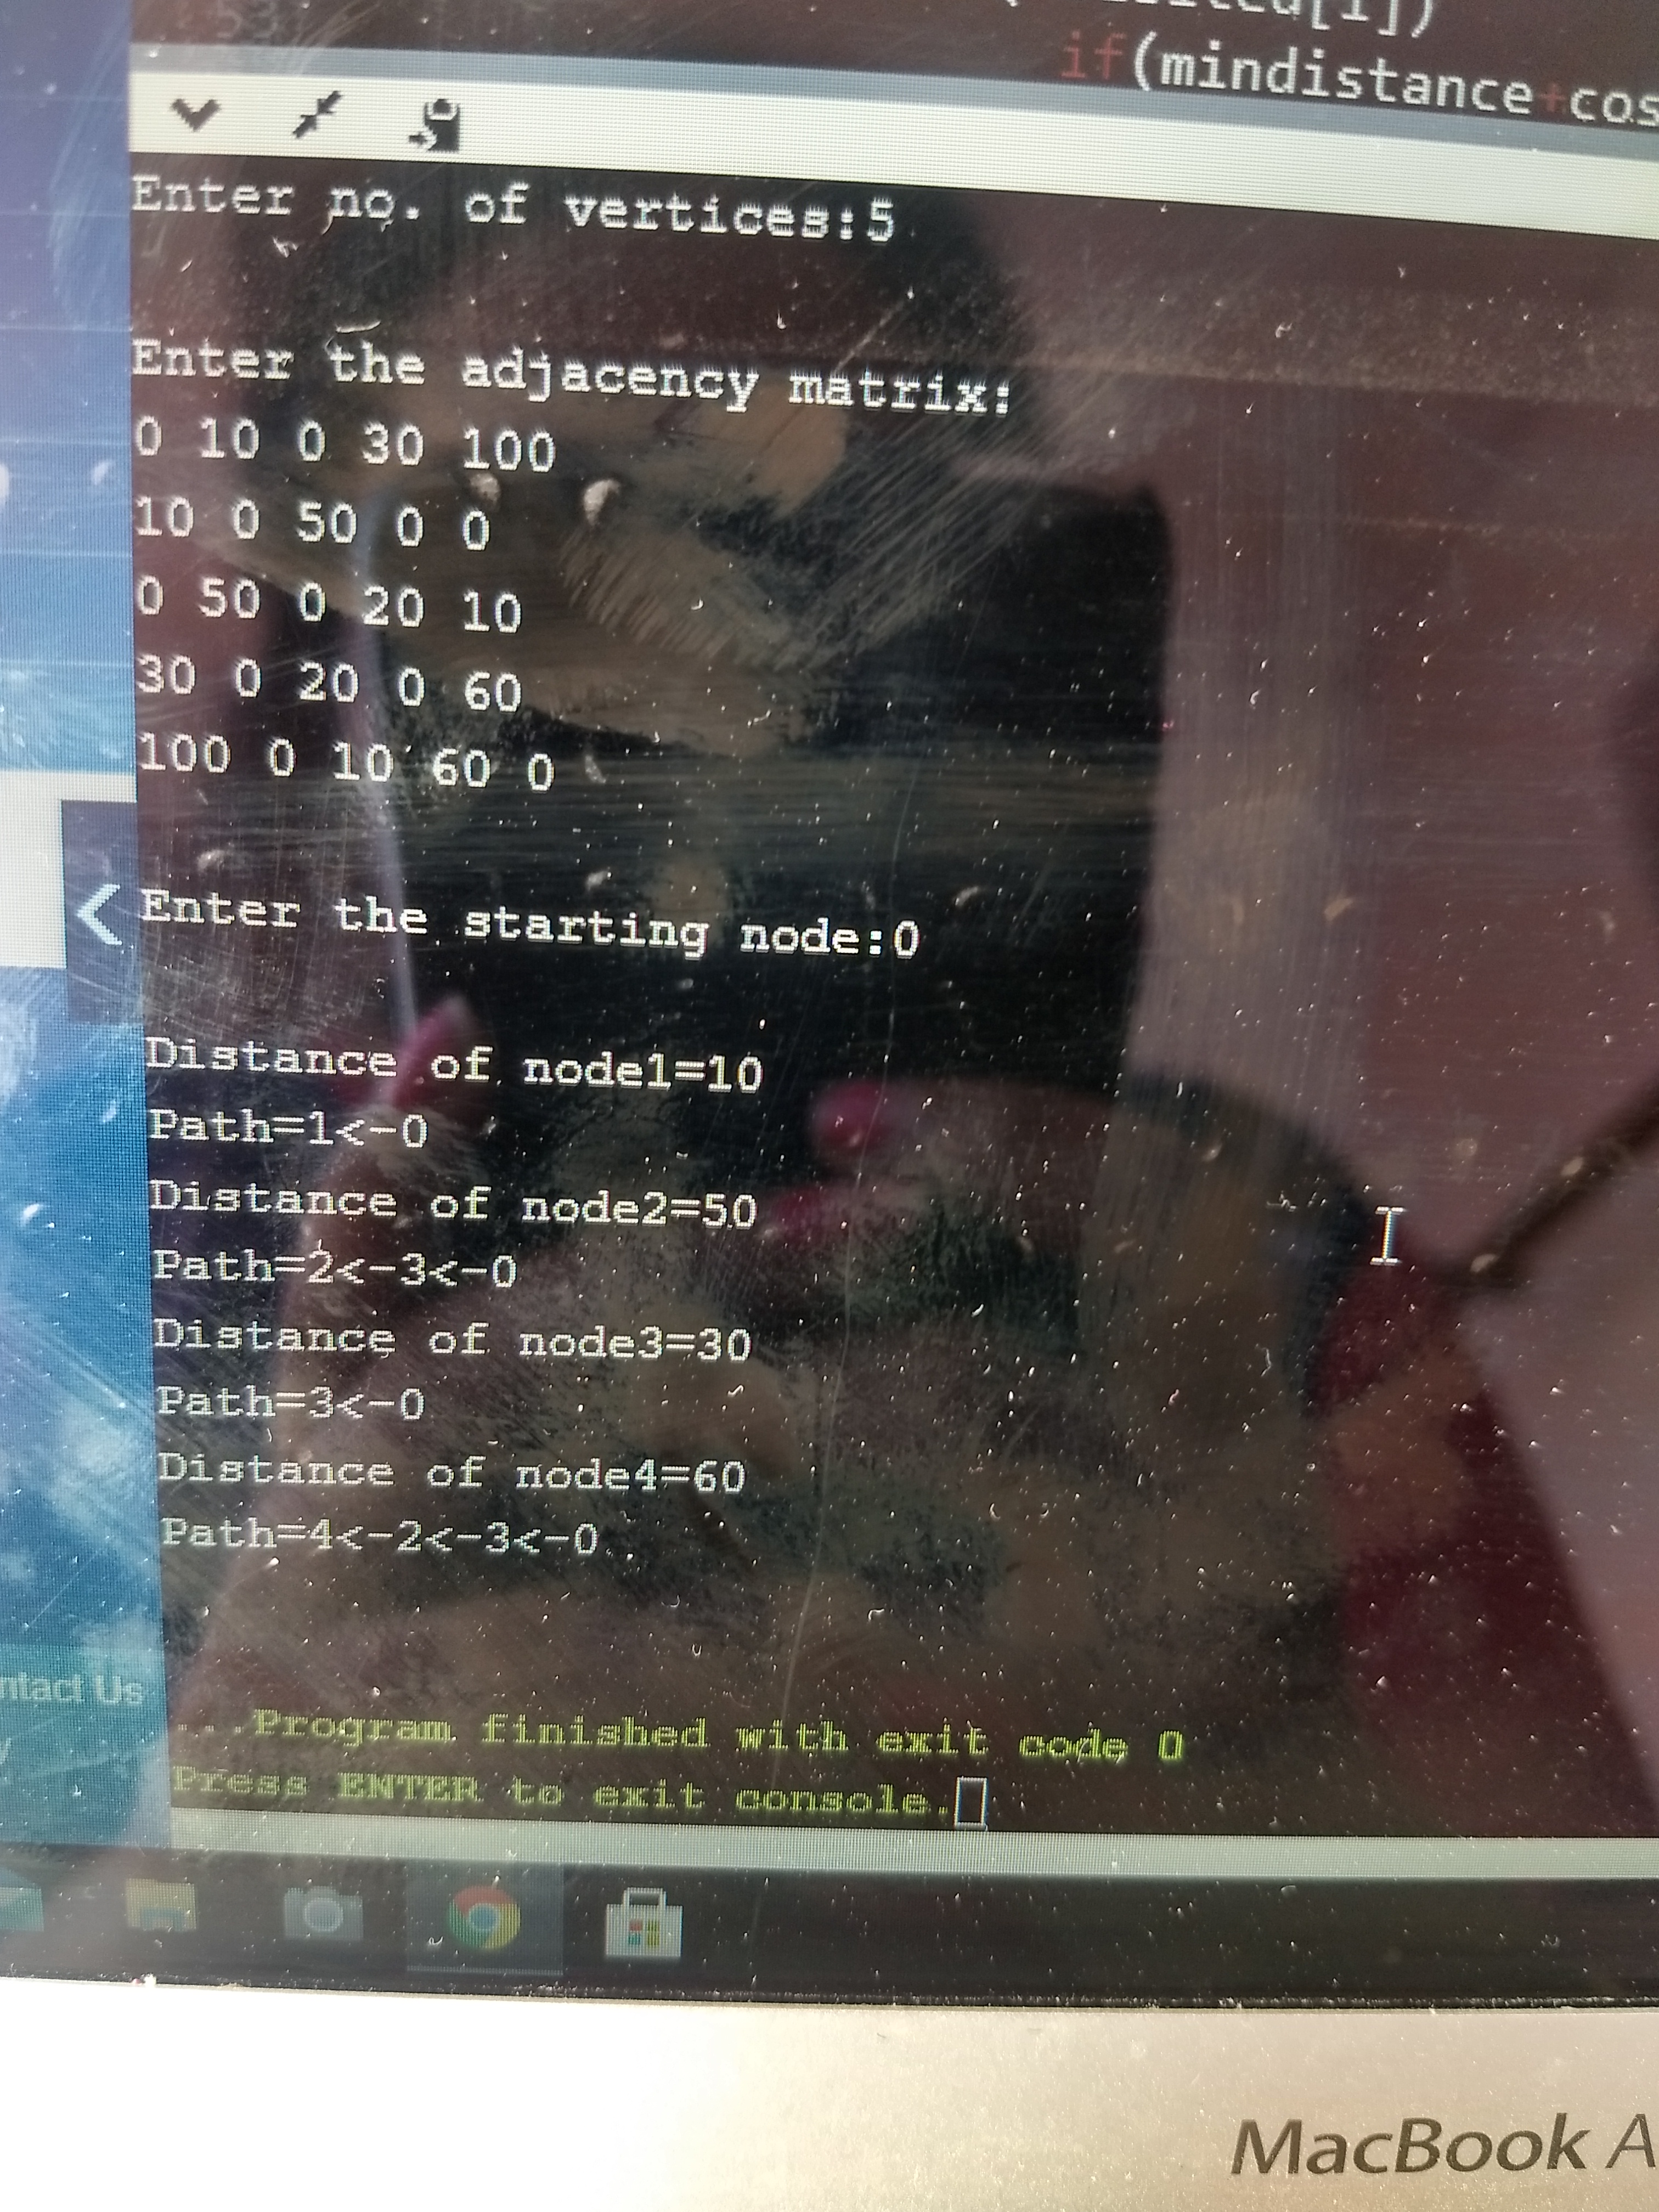 if(mindistance+cos
Enter no. of vertices:5
Enter the adjacency matrix:
0 10 0 30 100
10 0 50 0 0
0 50 0 20 10
30 0 20 0 60
100 0 10 60 0
Enter the starting node:0
Distance of node1=10
Path=1<-0
Distance of node2=50
Path=2<-3<-0
Distance of node3=30
Path=3<-0
Distance of node4=60
Path=4<-2<-3<-0
ntact Us
...Program finished with exit code 0
Press ENTER to exit console.
MacBook A